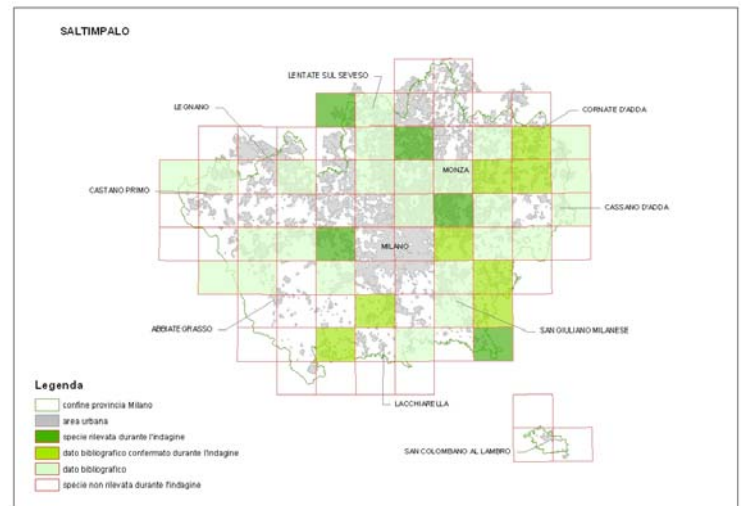 SALTIMPALO
LENTATE SUL SEVESO
LEGNANO
CORNATE D'ADDA
MONZA
CASTANO PRIMO
CASSANO D'ADDA
MILANO
ABBIATEGRASSO
SAN GIULIANO MILANESE
LACCHIARELLA
SAN COLOMBANO AL LAMBRO
Legenda
confine provincia Milano
area urbana
specie rilevata durante l'indagine
dato bibliografico confermato durante l'indagine
dato bibliografico
specie non rilevata durante l'indagine